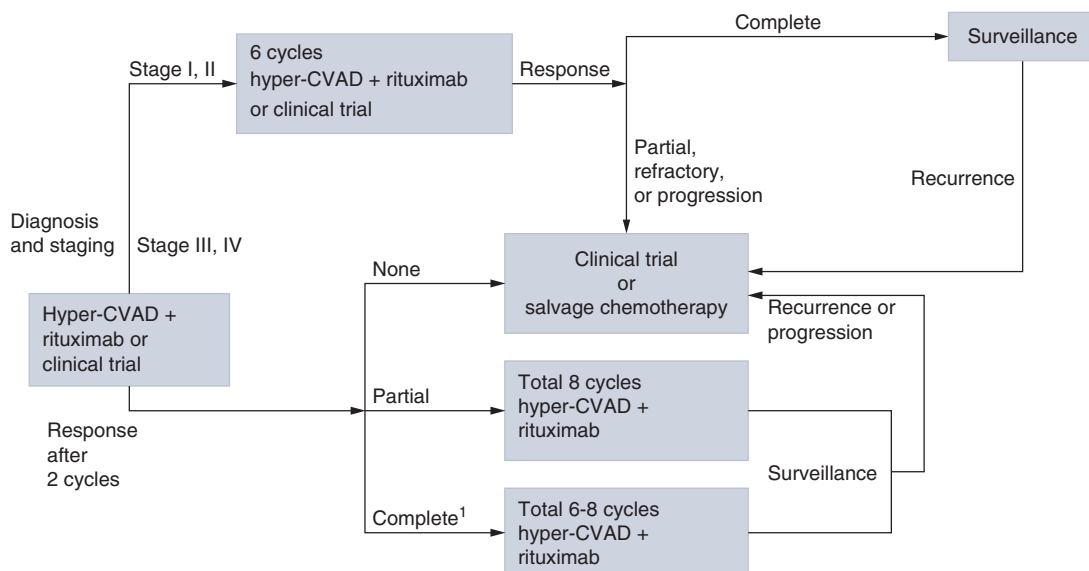 Complete
Surveillance
Stage I, II
6 cycles
hyper-CVAD + rituximab
or clinical trial
Response
Partial,
refractory,
or progression
Recurrence
Diagnosis
and staging
Stage III, IV
None
Clinical trial
or
salvage chemotherapy
Hyper-CVAD +
rituximab or
clinical trial
Recurrence or
progression
Partial
Total 8 cycles
hyper-CVAD +
rituximab
Response
after
2 cycles
Surveillance
Complete¹
Total 6-8 cycles
hyper-CVAD +
rituximab